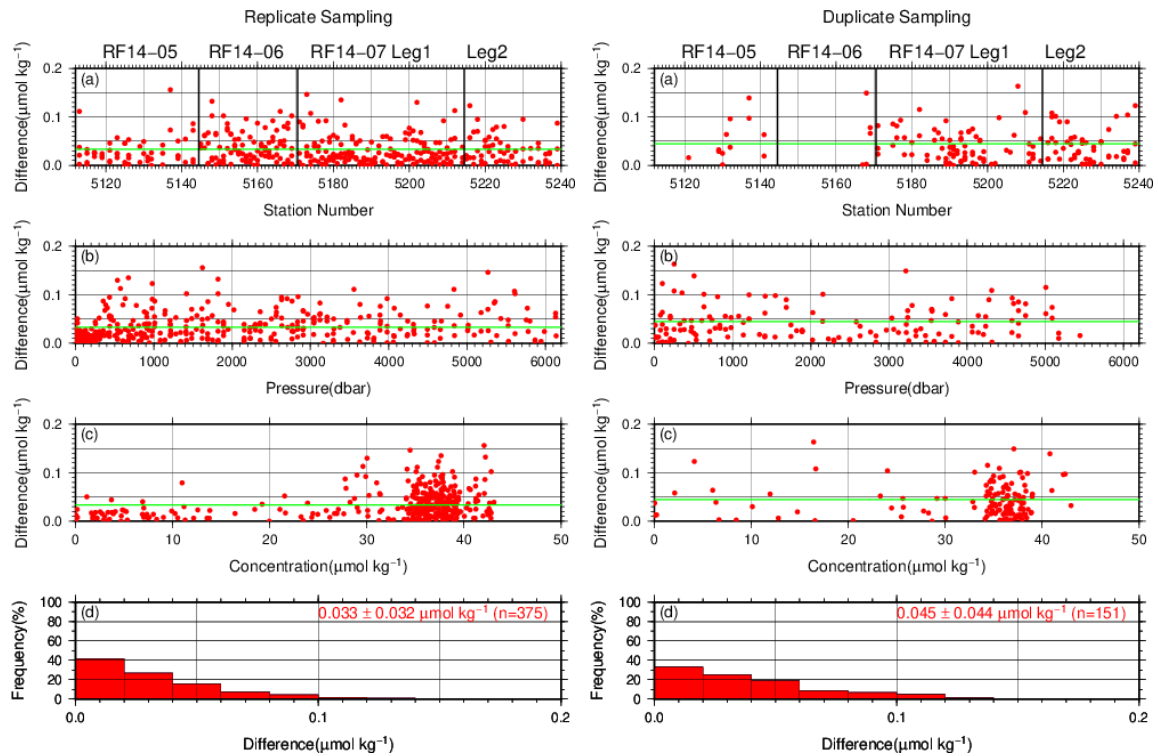 Replicate Sampling
RF14-05 RF14-06 RF14-07 Leg1 Leg2
(a)
Difference(μmol kg⁻¹)
0.2
0.1
0.0
5120 5140 5160 5180 5200 5220 5240
Station Number
(b)
Difference(μmol kg⁻¹)
0.2
0.1
0.0
0 1000 2000 3000 4000 5000 6000
Pressure(dbar)
(c)
Difference(μmol kg⁻¹)
0.2
0.1
0.0
0 10 20 30 40 50
Concentration(μmol kg⁻¹)
(d)
0.033 ± 0.032 μmol kg⁻¹ (n=375)
Frequency(%)
100
80
60
40
20
0
0.0 0.1 0.2
Difference(μmol kg⁻¹)
Duplicate Sampling
RF14-05 RF14-06 RF14-07 Leg1 Leg2
(a)
Difference(μmol kg⁻¹)
0.2
0.1
0.0
5120 5140 5160 5180 5200 5220 5240
Station Number
(b)
Difference(μmol kg⁻¹)
0.2
0.1
0.0
0 1000 2000 3000 4000 5000 6000
Pressure(dbar)
(c)
Difference(μmol kg⁻¹)
0.2
0.1
0.0
0 10 20 30 40 50
Concentration(μmol kg⁻¹)
(d)
0.045 ± 0.044 μmol kg⁻¹ (n=151)
Frequency(%)
100
80
60
40
20
0
0.0 0.1 0.2
Difference(μmol kg⁻¹)